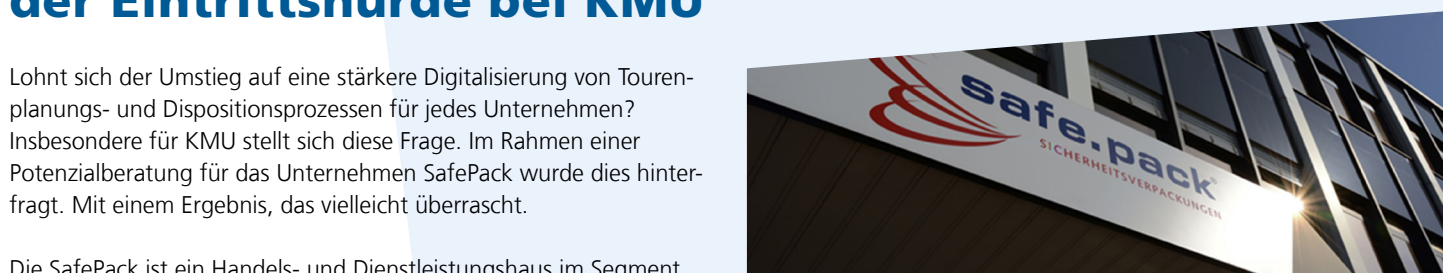 der Eintrittshürde bei KMU
Lohnt sich der Umstieg auf eine stärkere Digitalisierung von Touren-
planungs- und Dispositionsprozessen für jedes Unternehmen?
Insbesondere für KMU stellt sich diese Frage. Im Rahmen einer
Potenzialberatung für das Unternehmen SafePack wurde dies hinter-
fragt. Mit einem Ergebnis, das vielleicht überrascht.
Die SafePack ist ein Handels- und Dienstleistungshaus im Segment
safe.pack
SICHERHEITSVERPACKUNGEN